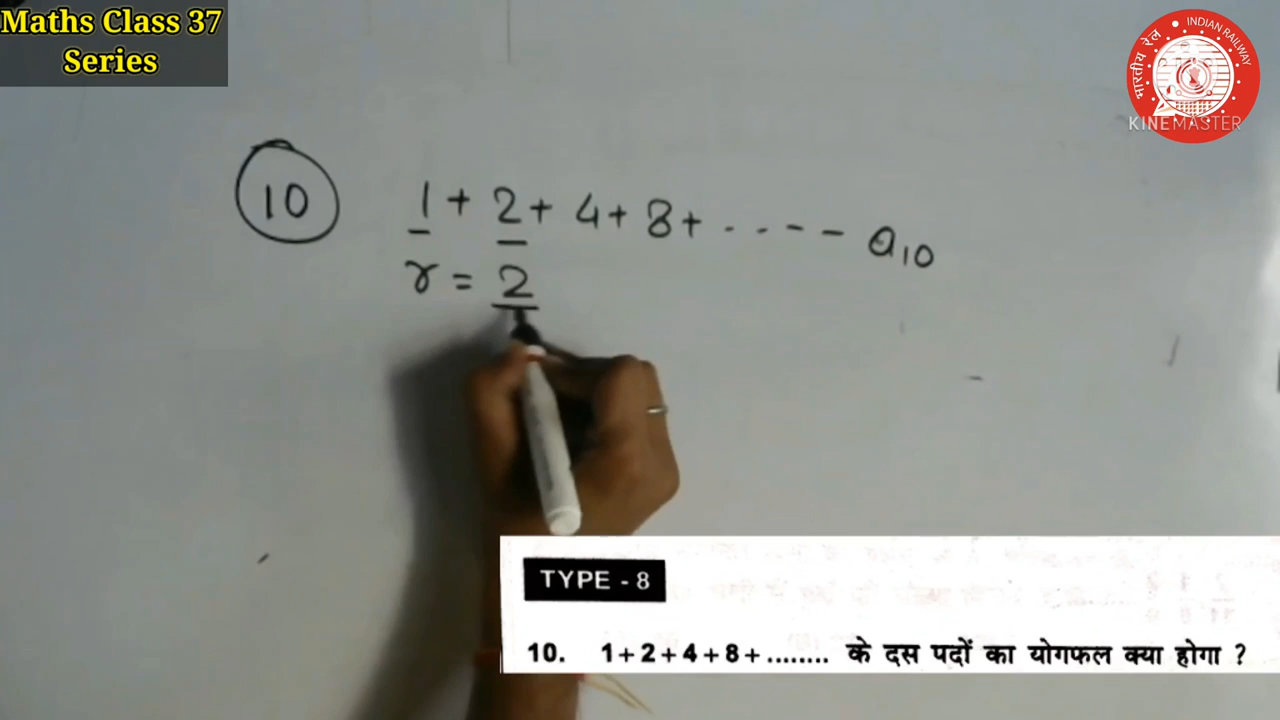 Maths Class 37
Series
भारतीय रेल
INDIAN RAILWAY
KINEMASTER
10 1 + 2 + 4 + 8 + ..--- a10
r = 2
TYPE - 8
10. 1+2+4+8+........ के दस पदों का योगफल क्या होगा ?